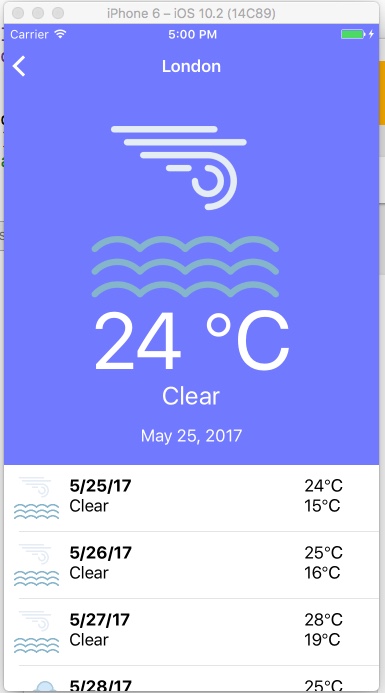 iPhone 6 – iOS 10.2 (14C89)
Carrier 5:00 PM
London
24 °C
Clear
May 25, 2017
5/25/17 24°C
Clear 15°C
5/26/17 25°C
Clear 16°C
5/27/17 28°C
Clear 19°C
5/28/17 25°C